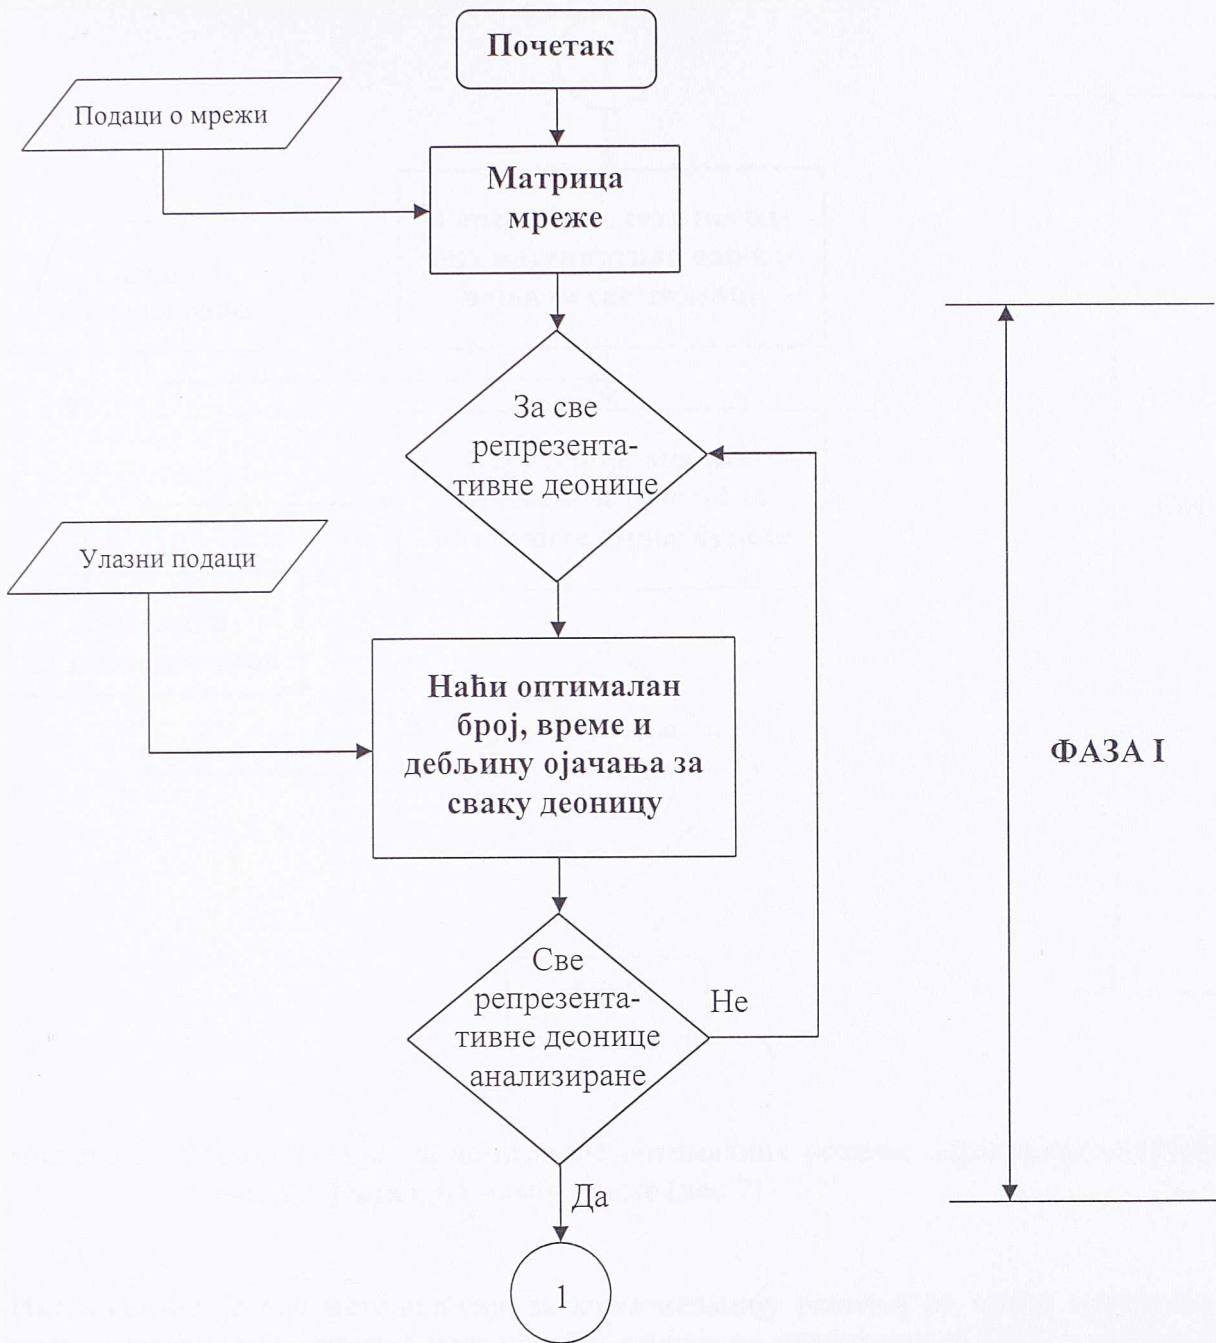 Почетак
Подаци о мрежи
Матрица
мреже
За све
репрезента-
тивне деонице
Улазни подаци
Наћи оптималан
број, време и
дебљину ојачања за
сваку деоницу
ФАЗА I
Све
репрезента-
тивне деонице
анализиране
Не
Да
1